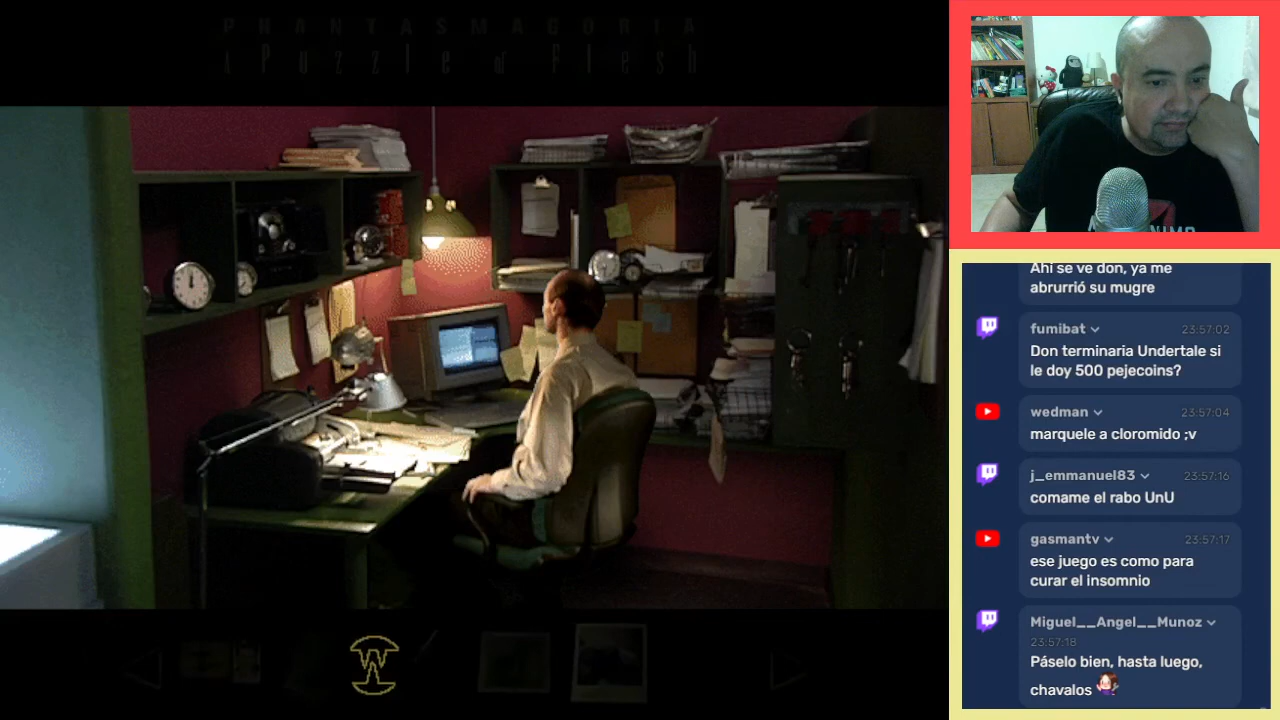 PHANTASMAGORIA
A Puzzle of Flesh
Ahí se ve don, ya me
abrurrió su mugre
fumibat
23:57:02
Don terminaria Undertale si
le doy 500 pejecoins?
wedman
23:57:04
marquele a cloromido ;v
j_emmanuel83
23:57:16
comame el rabo UnU
gasmantv
23:57:17
ese juego es como para
curar el insomnio
Miguel__Angel__Munoz
23:57:18
Páselo bien, hasta luego,
chavalos